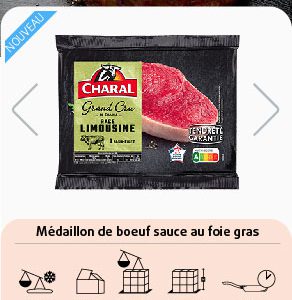 NOUVEAU
CHARAL
Grand Cru
RACE
LIMOUSINE
TENDRETÉ
GARANTIE
Médaillon de boeuf sauce au foie gras